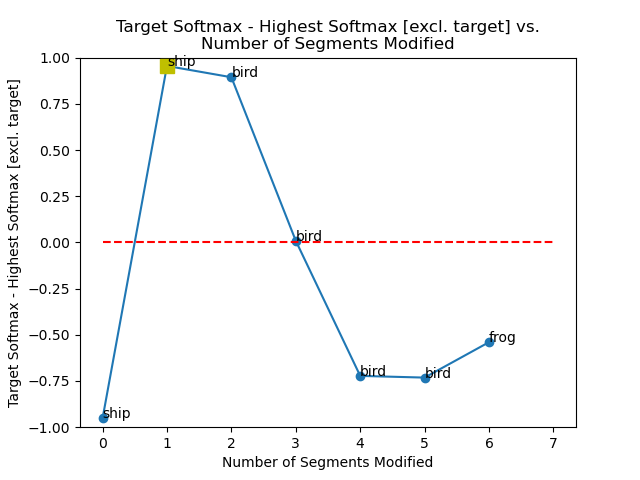 Target Softmax - Highest Softmax [excl. target] vs.
Number of Segments Modified
Target Softmax - Highest Softmax [excl. target]
1.00
0.75
0.50
0.25
0.00
−0.25
−0.50
−0.75
−1.00
ship
ship
bird
bird
bird
bird
frog
0 1 2 3 4 5 6 7
Number of Segments Modified